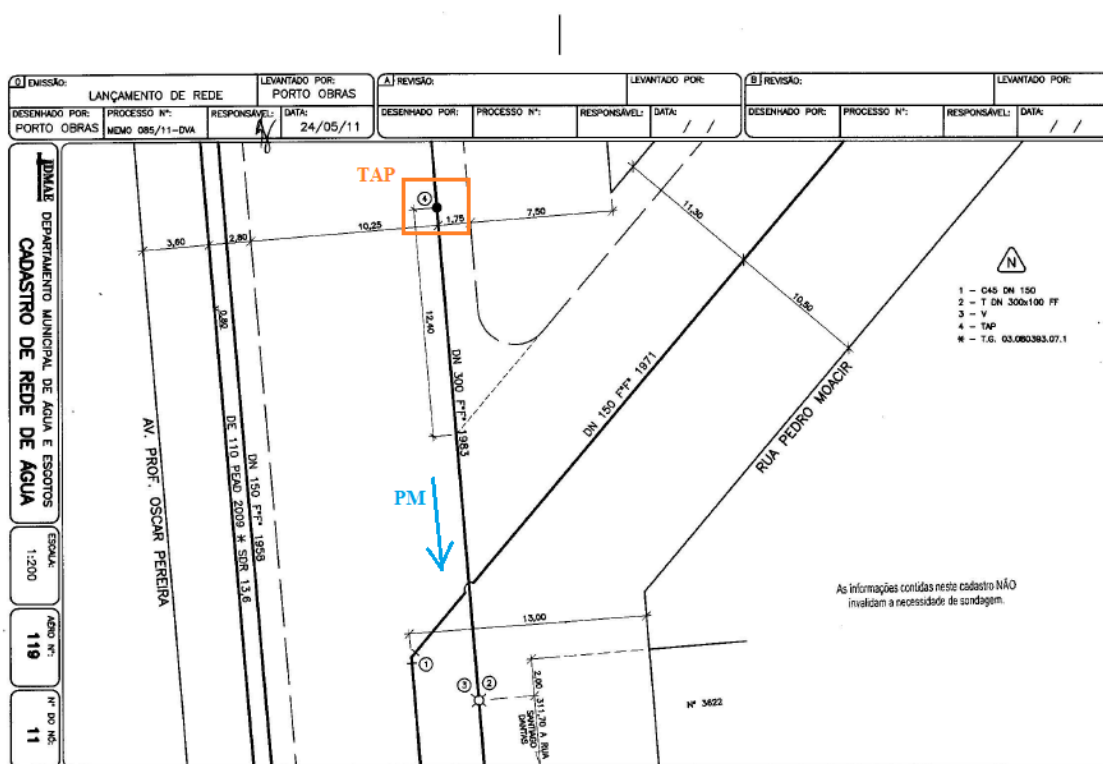 0 EMISSÃO:
LANÇAMENTO DE REDE
LEVANTADO POR:
PORTO OBRAS
DESENHADO POR:
PORTO OBRAS
PROCESSO Nº:
MEMO 085/11-DVA
RESPONSÁVEL:
DATA:
24/05/11
A REVISÃO:
LEVANTADO POR:
DESENHADO POR:
PROCESSO Nº:
RESPONSÁVEL:
DATA:
/ /
B REVISÃO:
LEVANTADO POR:
DESENHADO POR:
PROCESSO Nº:
RESPONSÁVEL:
DATA:
/ /
DMAE DEPARTAMENTO MUNICIPAL DE ÁGUA E ESGOTOS
CADASTRO DE REDE DE ÁGUA
ESCALA:
1:200
AERO Nº:
119
Nº DO NÓ:
11
TAP
4
3,60
2,80
10,25
1,75
7,50
11,30
10,50
0,80
12,40
N
1 - C45 DN 150
2 - T DN 300x100 FF
3 - V
4 - TAP
* - T.G. 03.080393.07.1
DN 300 F°F° 1983
DN 150 F°F° 1971
RUA PEDRO MOACIR
AV. PROF. OSCAR PEREIRA
DE 110 PEAD 2009 * SDR 13,6
DN 150 F°F° 1958
PM
As informações contidas neste cadastro NÃO
invalidam a necessidade de sondagem.
13,00
1
3
2
2,00
311,70 A RUA
SANTIAGO
DANTAS
Nº 3622